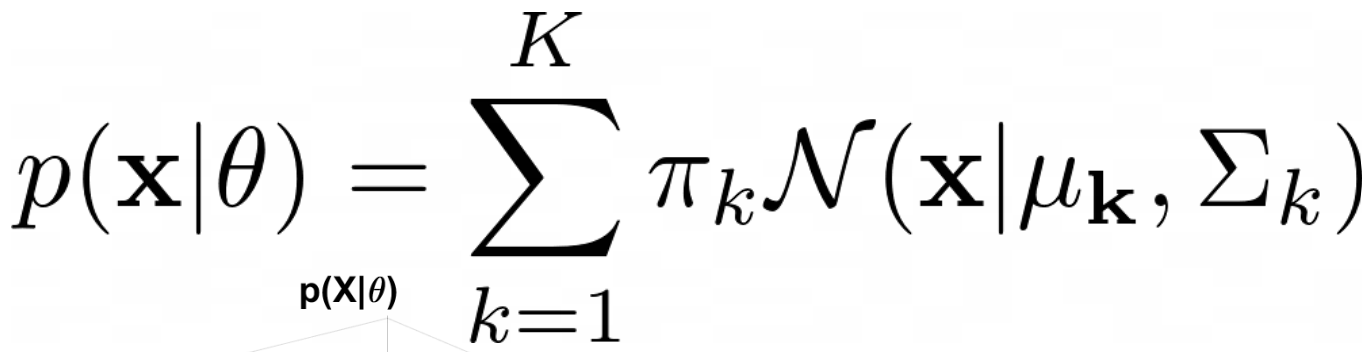 p(𝐱|θ) = ∑_{k=1}^{K} π_k 𝒩(𝐱|μ_𝐤, Σ_k)
p(X|θ)